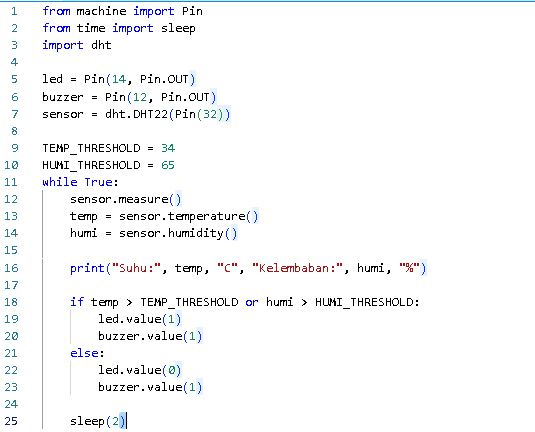 1 from machine import Pin
2 from time import sleep
3 import dht
4
5 led = Pin(14, Pin.OUT)
6 buzzer = Pin(12, Pin.OUT)
7 sensor = dht.DHT22(Pin(32))
8
9 TEMP_THRESHOLD = 34
10 HUMI_THRESHOLD = 65
11 while True:
12     sensor.measure()
13     temp = sensor.temperature()
14     humi = sensor.humidity()
15
16     print("Suhu:", temp, "C", "Kelembaban:", humi, "%")
17
18     if temp > TEMP_THRESHOLD or humi > HUMI_THRESHOLD:
19         led.value(1)
20         buzzer.value(1)
21     else:
22         led.value(0)
23         buzzer.value(1)
24
25     sleep(2)